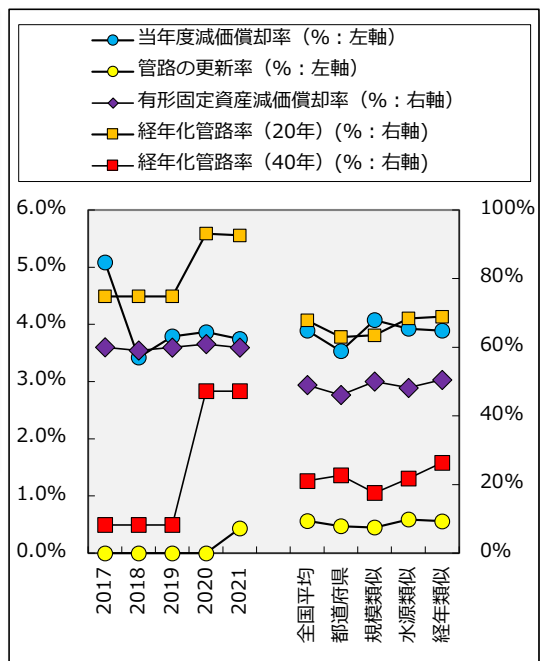 当年度減価償却率（%：左軸）
管路の更新率（%：左軸）
有形固定資産減価償却率（%：右軸）
経年化管路率（20年）(%：右軸)
経年化管路率（40年）(%：右軸)
6.0%
5.0%
4.0%
3.0%
2.0%
1.0%
0.0%
100%
80%
60%
40%
20%
0%
2017
2018
2019
2020
2021
全国平均
都道府県
規模類似
水源類似
経年類似